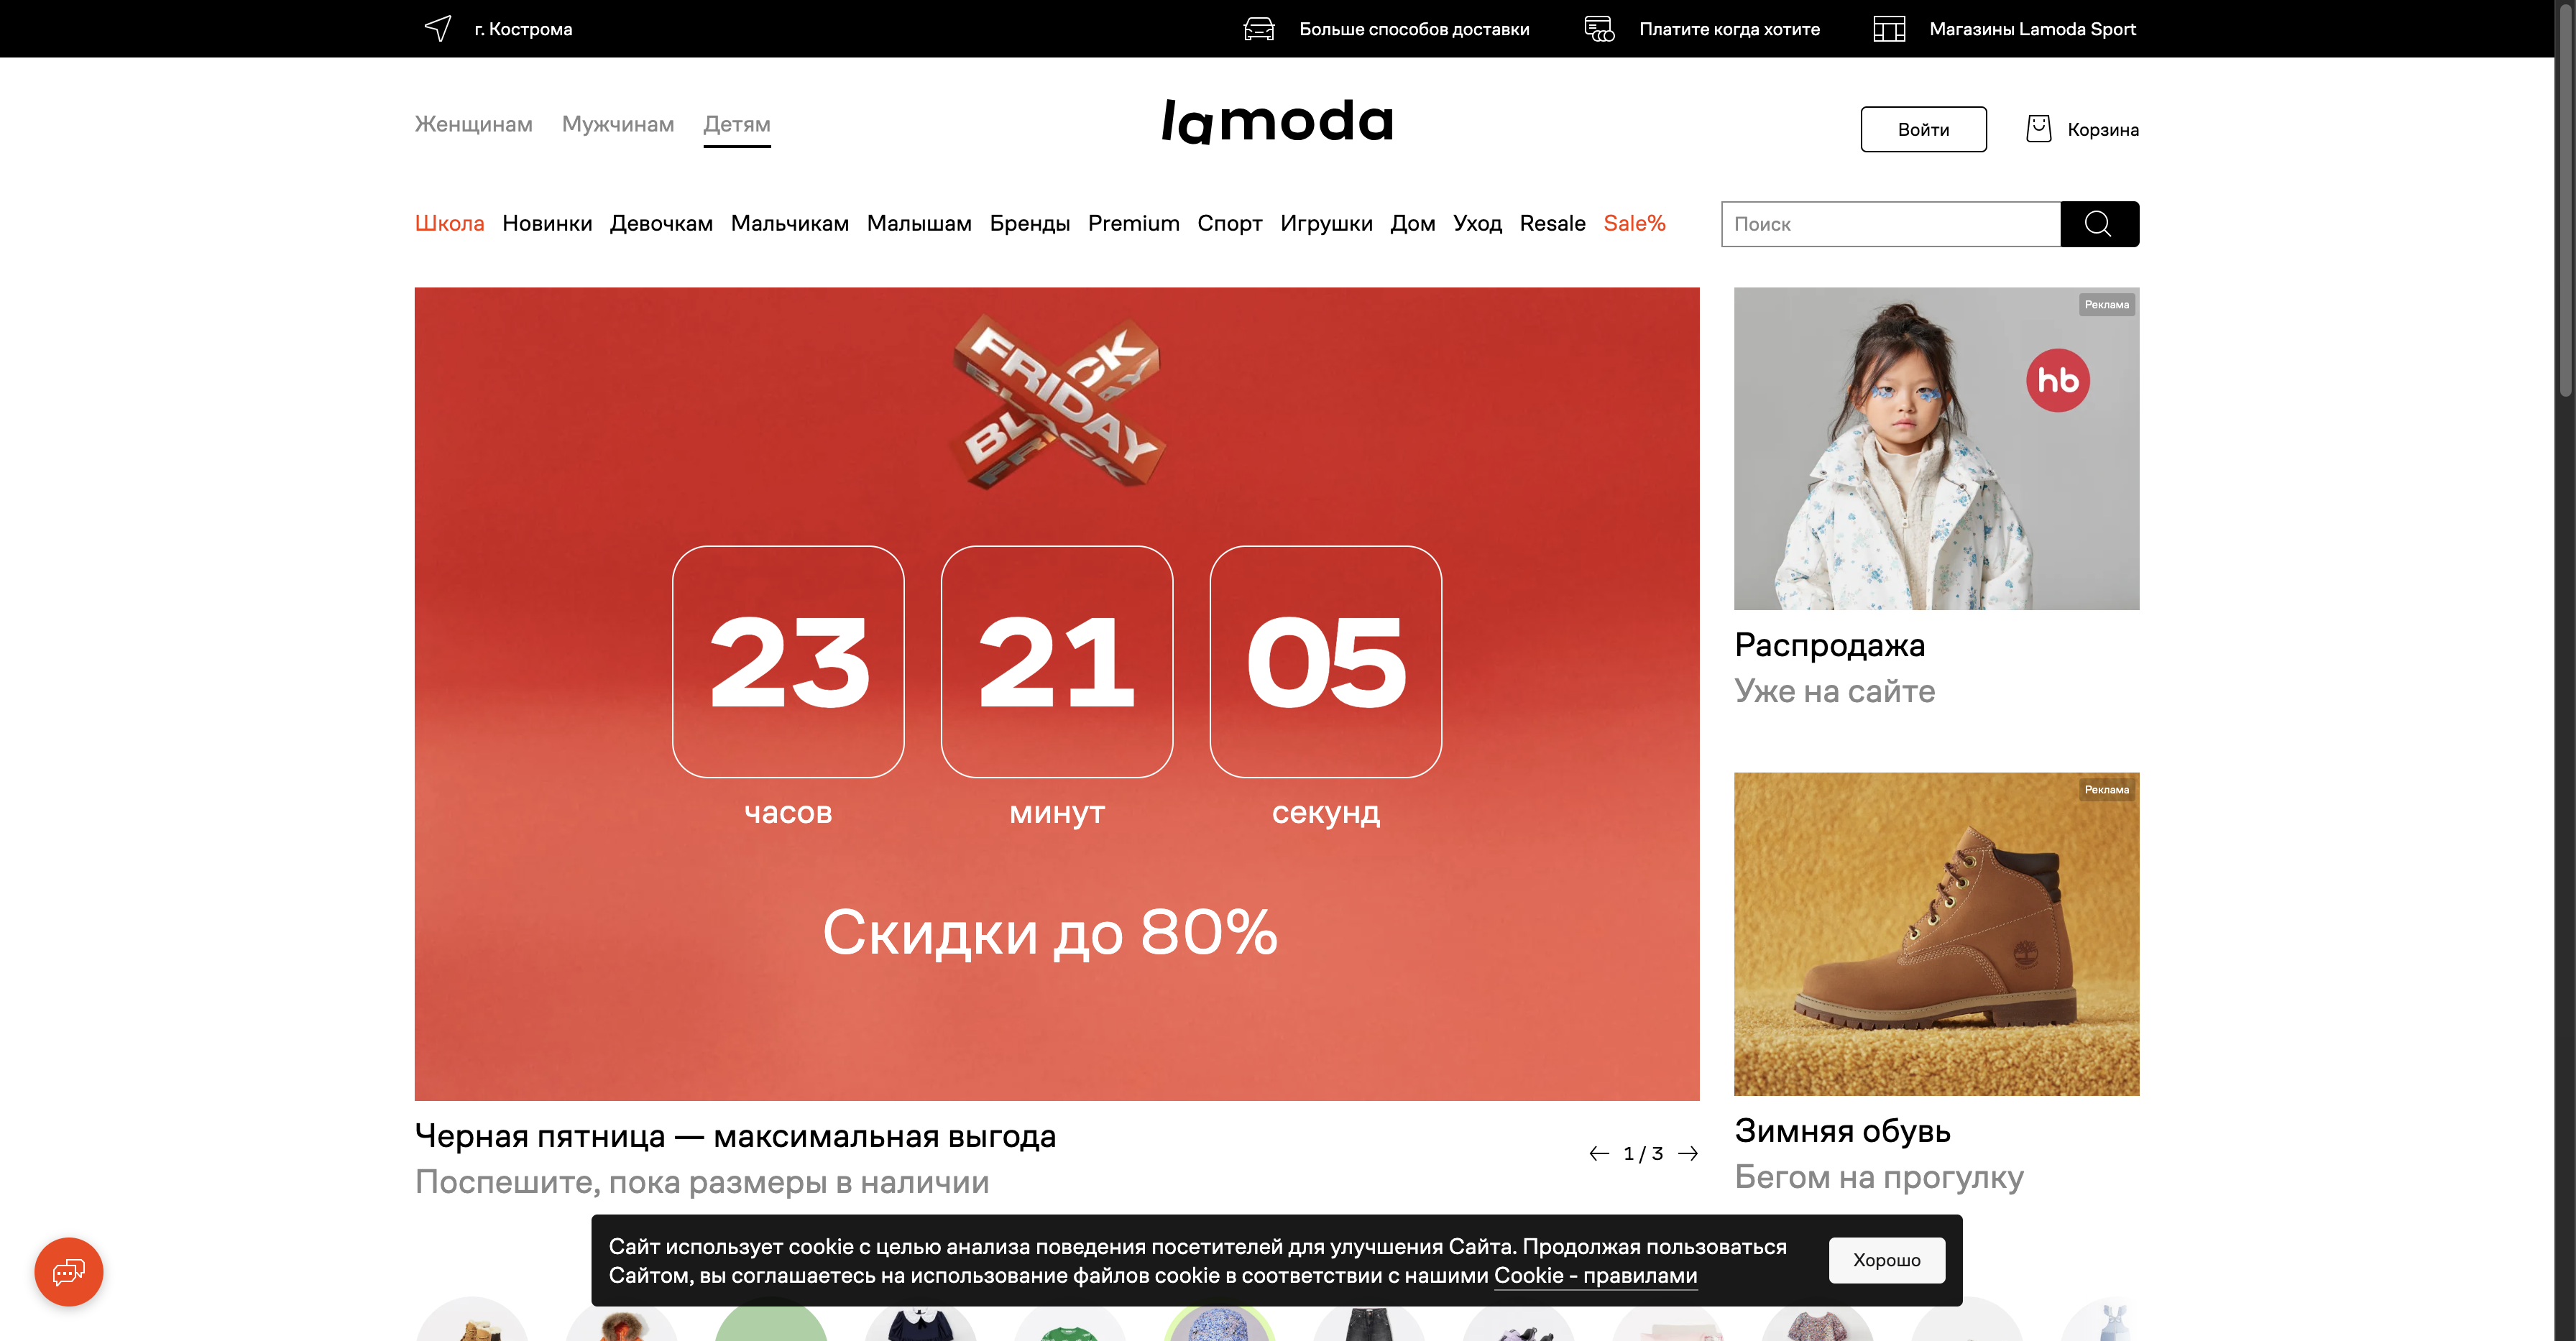 г. Кострома
Больше способов доставки
Платите когда хотите
Магазины Lamoda Sport
Женщинам Мужчинам Детям
lamoda
Войти
Корзина
Школа Новинки Девочкам Мальчикам Малышам Бренды Premium Спорт Игрушки Дом Уход Resale Sale%
Поиск
FRIDAY
BLACK
23 21 05
часов минут секунд
Скидки до 80%
Черная пятница — максимальная выгода
Поспешите, пока размеры в наличии
1 / 3
Реклама
hb
Распродажа
Уже на сайте
Реклама
Зимняя обувь
Бегом на прогулку
Сайт использует cookie с целью анализа поведения посетителей для улучшения Сайта. Продолжая пользоваться
Сайтом, вы соглашаетесь на использование файлов cookie в соответствии с нашими Cookie - правилами
Хорошо